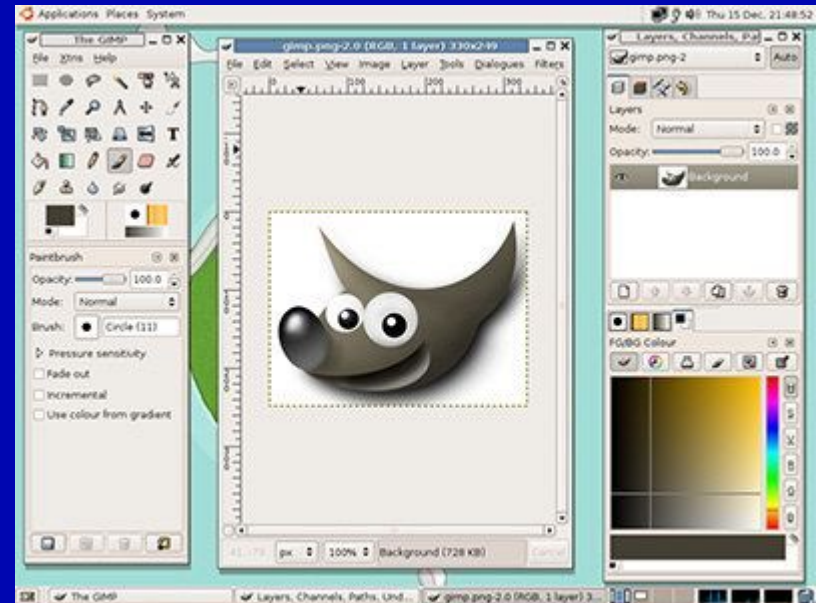 Applications Places System
Thu 15 Dec, 21:48:52
The GIMP
File Xtns Help
Paintbrush
Opacity: 100.0
Mode: Normal
Brush: Circle (11)
Pressure sensitivity
Fade out
Incremental
Use colour from gradient
gimp.png-2.0 (RGB, 1 layer) 330x249
File Edit Select View Image Layer Tools Dialogues Filters
0 100 200 300
px 100% Background (728 KB) Cancel
Layers, Channels, Pa
gimp.png-2 Auto
Layers
Mode: Normal
Opacity: 100.0
Background
FG/BG Colour
H
S
V
R
G
B
The GIMP
Layers, Channels, Paths, Und...
gimp.png-2.0 (RGB, 1 layer) 3...